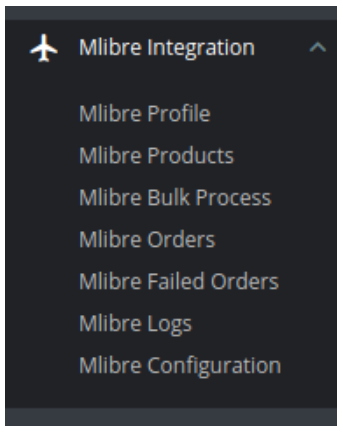 Mlibre Integration
Mlibre Profile
Mlibre Products
Mlibre Bulk Process
Mlibre Orders
Mlibre Failed Orders
Mlibre Logs
Mlibre Configuration